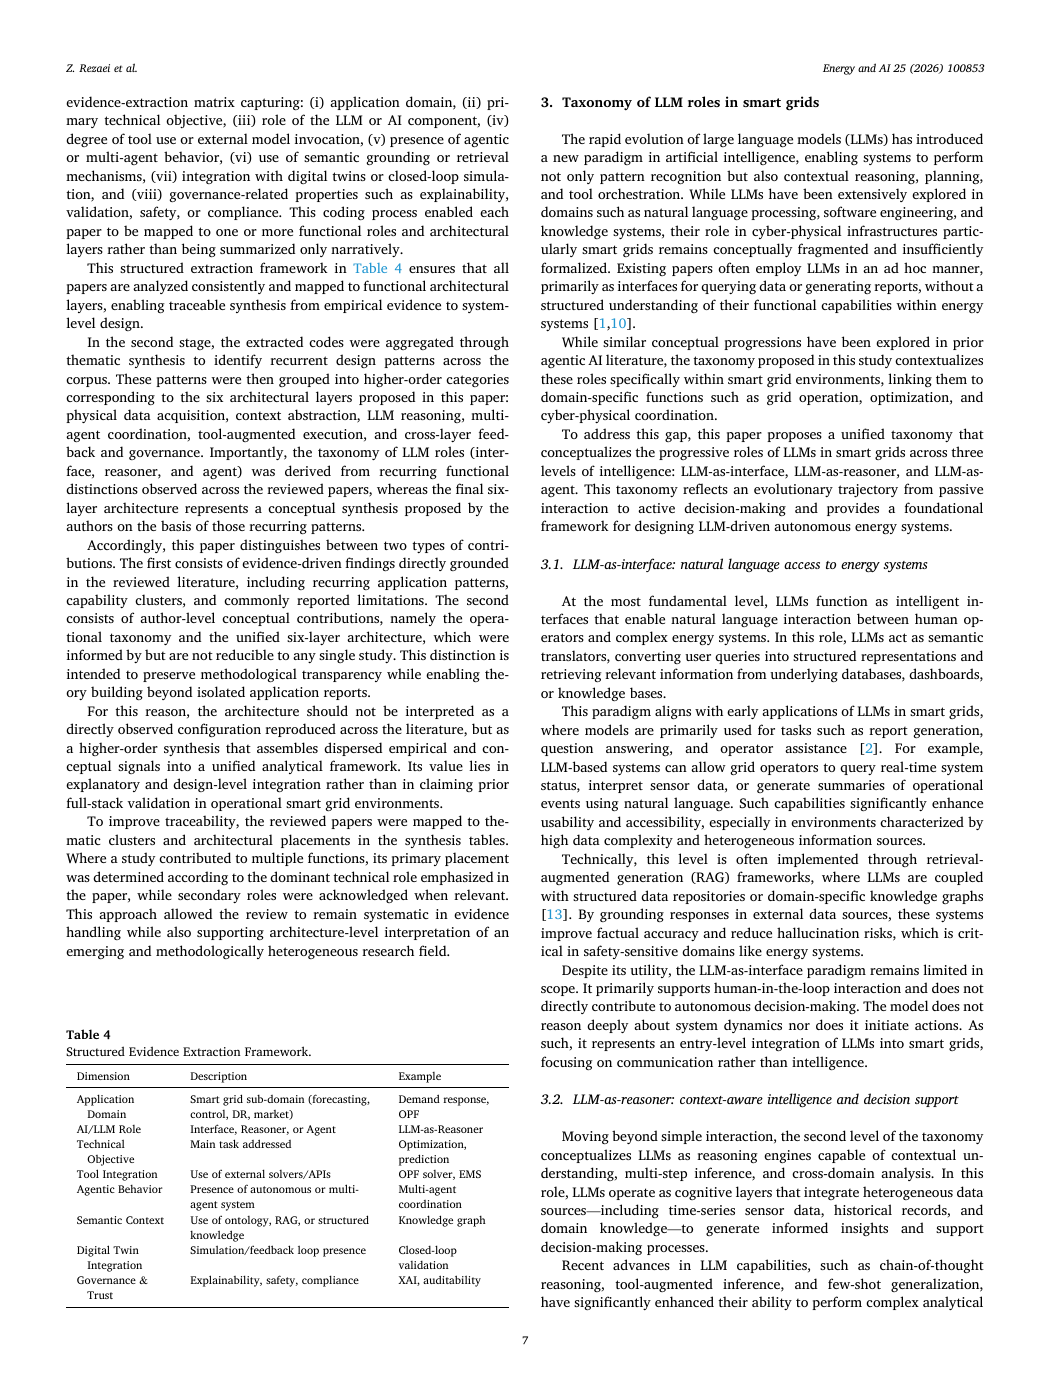 Z. Rezaei et al.
Energy and AI 25 (2026) 100853
evidence-extraction matrix capturing: (i) application domain, (ii) pri-
mary technical objective, (iii) role of the LLM or AI component, (iv)
degree of tool use or external model invocation, (v) presence of agentic
or multi-agent behavior, (vi) use of semantic grounding or retrieval
mechanisms, (vii) integration with digital twins or closed-loop simula-
tion, and (viii) governance-related properties such as explainability,
validation, safety, or compliance. This coding process enabled each
paper to be mapped to one or more functional roles and architectural
layers rather than being summarized only narratively.
This structured extraction framework in Table 4 ensures that all
papers are analyzed consistently and mapped to functional architectural
layers, enabling traceable synthesis from empirical evidence to system-
level design.
In the second stage, the extracted codes were aggregated through
thematic synthesis to identify recurrent design patterns across the
corpus. These patterns were then grouped into higher-order categories
corresponding to the six architectural layers proposed in this paper:
physical data acquisition, context abstraction, LLM reasoning, multi-
agent coordination, tool-augmented execution, and cross-layer feed-
back and governance. Importantly, the taxonomy of LLM roles (inter-
face, reasoner, and agent) was derived from recurring functional
distinctions observed across the reviewed papers, whereas the final six-
layer architecture represents a conceptual synthesis proposed by the
authors on the basis of those recurring patterns.
Accordingly, this paper distinguishes between two types of contri-
butions. The first consists of evidence-driven findings directly grounded
in the reviewed literature, including recurring application patterns,
capability clusters, and commonly reported limitations. The second
consists of author-level conceptual contributions, namely the opera-
tional taxonomy and the unified six-layer architecture, which were
informed by but are not reducible to any single study. This distinction is
intended to preserve methodological transparency while enabling the-
ory building beyond isolated application reports.
For this reason, the architecture should not be interpreted as a
directly observed configuration reproduced across the literature, but as
a higher-order synthesis that assembles dispersed empirical and con-
ceptual signals into a unified analytical framework. Its value lies in
explanatory and design-level integration rather than in claiming prior
full-stack validation in operational smart grid environments.
To improve traceability, the reviewed papers were mapped to the-
matic clusters and architectural placements in the synthesis tables.
Where a study contributed to multiple functions, its primary placement
was determined according to the dominant technical role emphasized in
the paper, while secondary roles were acknowledged when relevant.
This approach allowed the review to remain systematic in evidence
handling while also supporting architecture-level interpretation of an
emerging and methodologically heterogeneous research field.
Table 4
Structured Evidence Extraction Framework.
Dimension Description Example
Application Smart grid sub-domain (forecasting, Demand response,
Domain control, DR, market) OPF
AI/LLM Role Interface, Reasoner, or Agent LLM-as-Reasoner
Technical Main task addressed Optimization,
Objective prediction
Tool Integration Use of external solvers/APIs OPF solver, EMS
Agentic Behavior Presence of autonomous or multi- Multi-agent
agent system coordination
Semantic Context Use of ontology, RAG, or structured Knowledge graph
knowledge
Digital Twin Simulation/feedback loop presence Closed-loop
Integration validation
Governance & Explainability, safety, compliance XAI, auditability
Trust
3. Taxonomy of LLM roles in smart grids
The rapid evolution of large language models (LLMs) has introduced
a new paradigm in artificial intelligence, enabling systems to perform
not only pattern recognition but also contextual reasoning, planning,
and tool orchestration. While LLMs have been extensively explored in
domains such as natural language processing, software engineering, and
knowledge systems, their role in cyber-physical infrastructures partic-
ularly smart grids remains conceptually fragmented and insufficiently
formalized. Existing papers often employ LLMs in an ad hoc manner,
primarily as interfaces for querying data or generating reports, without a
structured understanding of their functional capabilities within energy
systems [1,10].
While similar conceptual progressions have been explored in prior
agentic AI literature, the taxonomy proposed in this study contextualizes
these roles specifically within smart grid environments, linking them to
domain-specific functions such as grid operation, optimization, and
cyber-physical coordination.
To address this gap, this paper proposes a unified taxonomy that
conceptualizes the progressive roles of LLMs in smart grids across three
levels of intelligence: LLM-as-interface, LLM-as-reasoner, and LLM-as-
agent. This taxonomy reflects an evolutionary trajectory from passive
interaction to active decision-making and provides a foundational
framework for designing LLM-driven autonomous energy systems.
3.1. LLM-as-interface: natural language access to energy systems
At the most fundamental level, LLMs function as intelligent in-
terfaces that enable natural language interaction between human op-
erators and complex energy systems. In this role, LLMs act as semantic
translators, converting user queries into structured representations and
retrieving relevant information from underlying databases, dashboards,
or knowledge bases.
This paradigm aligns with early applications of LLMs in smart grids,
where models are primarily used for tasks such as report generation,
question answering, and operator assistance [2]. For example,
LLM-based systems can allow grid operators to query real-time system
status, interpret sensor data, or generate summaries of operational
events using natural language. Such capabilities significantly enhance
usability and accessibility, especially in environments characterized by
high data complexity and heterogeneous information sources.
Technically, this level is often implemented through retrieval-
augmented generation (RAG) frameworks, where LLMs are coupled
with structured data repositories or domain-specific knowledge graphs
[13]. By grounding responses in external data sources, these systems
improve factual accuracy and reduce hallucination risks, which is crit-
ical in safety-sensitive domains like energy systems.
Despite its utility, the LLM-as-interface paradigm remains limited in
scope. It primarily supports human-in-the-loop interaction and does not
directly contribute to autonomous decision-making. The model does not
reason deeply about system dynamics nor does it initiate actions. As
such, it represents an entry-level integration of LLMs into smart grids,
focusing on communication rather than intelligence.
3.2. LLM-as-reasoner: context-aware intelligence and decision support
Moving beyond simple interaction, the second level of the taxonomy
conceptualizes LLMs as reasoning engines capable of contextual un-
derstanding, multi-step inference, and cross-domain analysis. In this
role, LLMs operate as cognitive layers that integrate heterogeneous data
sources—including time-series sensor data, historical records, and
domain knowledge—to generate informed insights and support
decision-making processes.
Recent advances in LLM capabilities, such as chain-of-thought
reasoning, tool-augmented inference, and few-shot generalization,
have significantly enhanced their ability to perform complex analytical
7